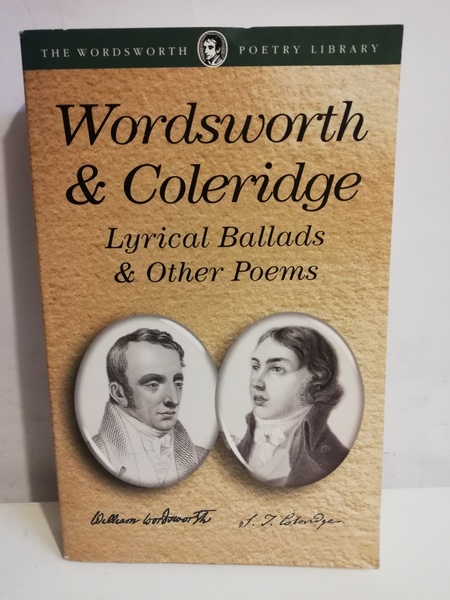 THE WORDSWORTH POETRY LIBRARY
Wordsworth
& Coleridge
Lyrical Ballads
& Other Poems
William Wordsworth S. T. Coleridge